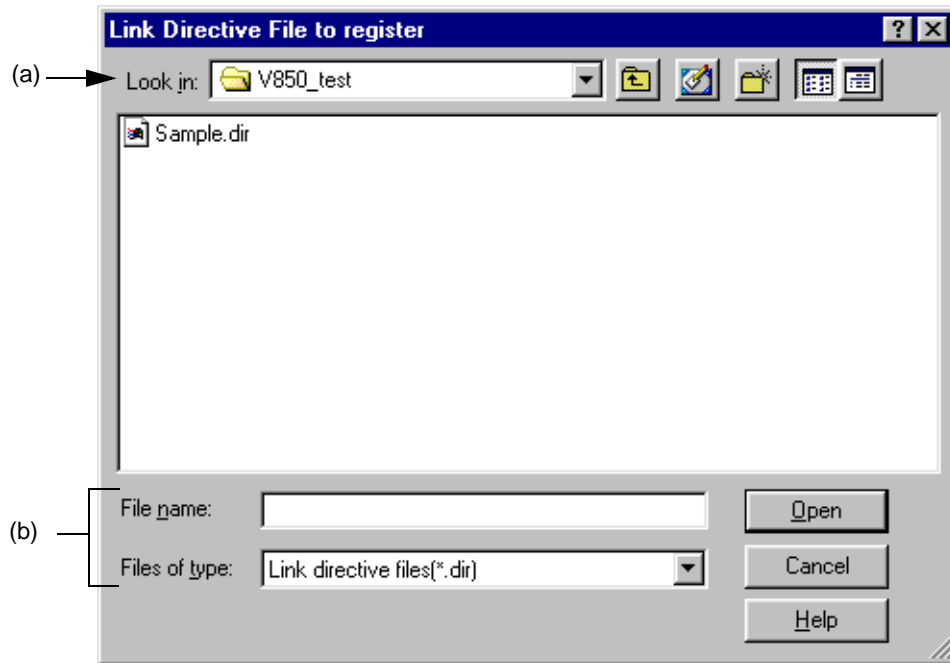 Link Directive File to register
(a)
Look in: V850_test
Sample.dir
(b)
File name:
Open
Files of type: Link directive files(*.dir)
Cancel
Help